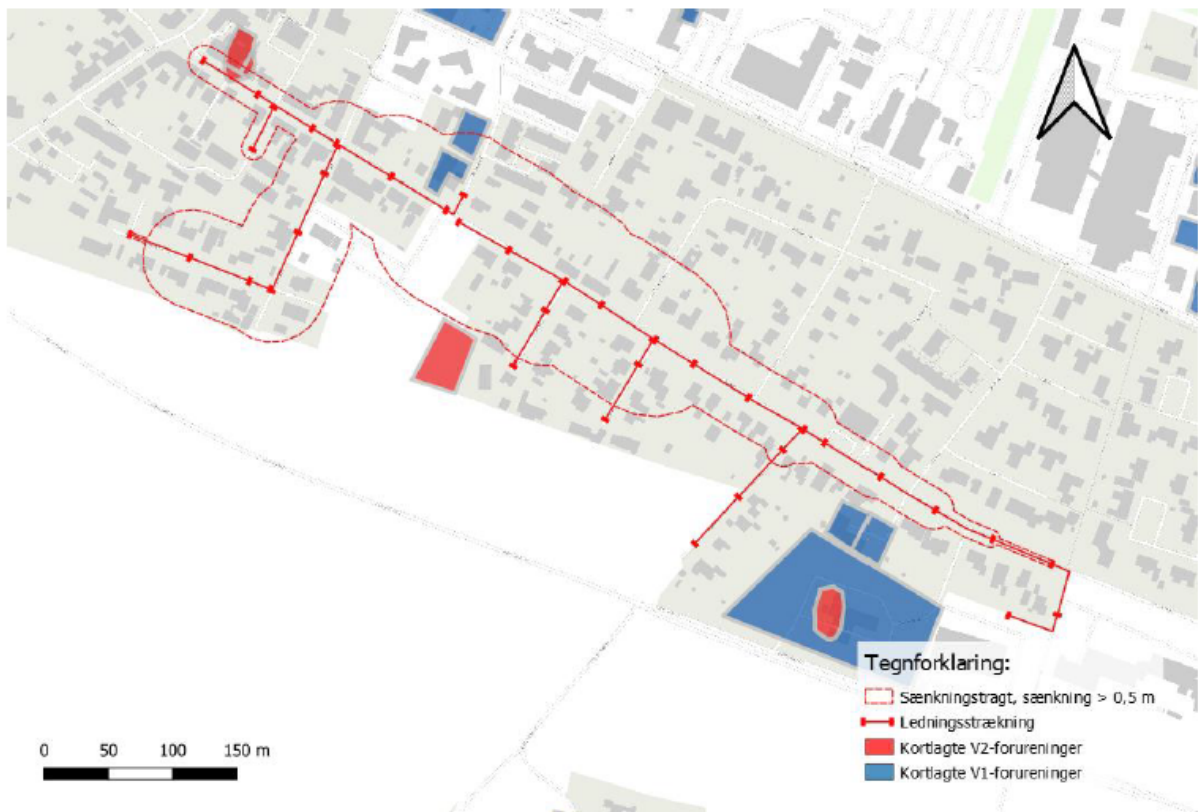 Tegnforklaring:
Sænkningstragt, sænkning > 0,5 m
Ledningsstrækning
Kortlagte V2-forureninger
Kortlagte V1-forureninger
0 50 100 150 m